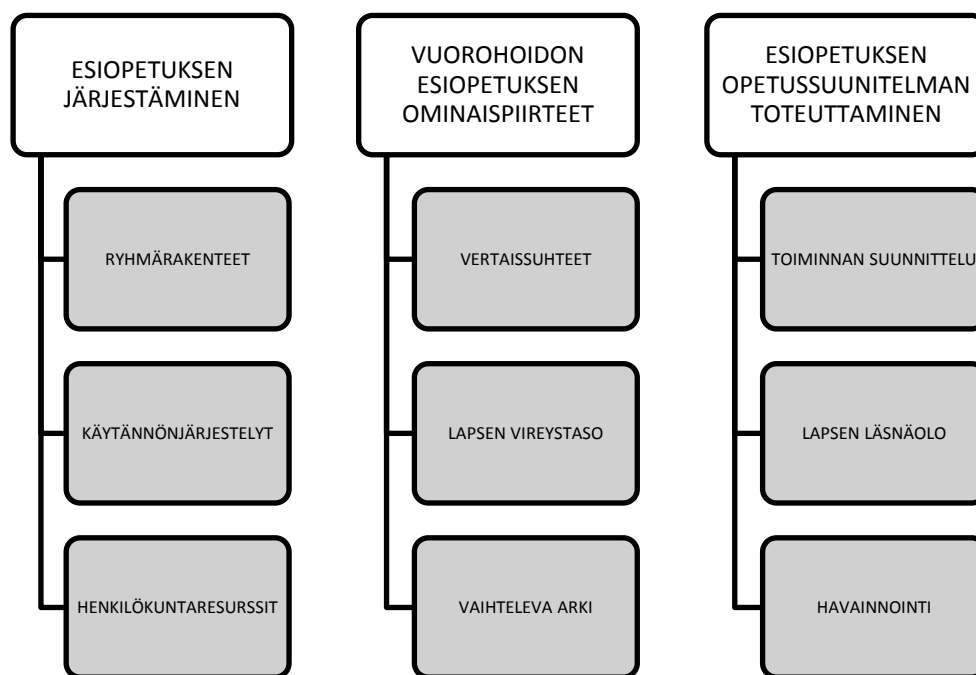 ESIOPETUKSEN
JÄRJESTÄMINEN
RYHMÄRAKENTEET
KÄYTÄNNÖNJÄRJESTELYT
HENKILÖKUNTARESURSSIT
VUOROHOIDON
ESIOPETUKSEN
OMINAISPIIRTEET
VERTAISSUHTEET
LAPSEN VIREYSTASO
VAIHTELEVA ARKI
ESIOPETUKSEN
OPETUSSUUNITELMAN
TOTEUTTAMINEN
TOIMINNAN SUUNNITTELU
LAPSEN LÄSNÄOLO
HAVAINNOINTI